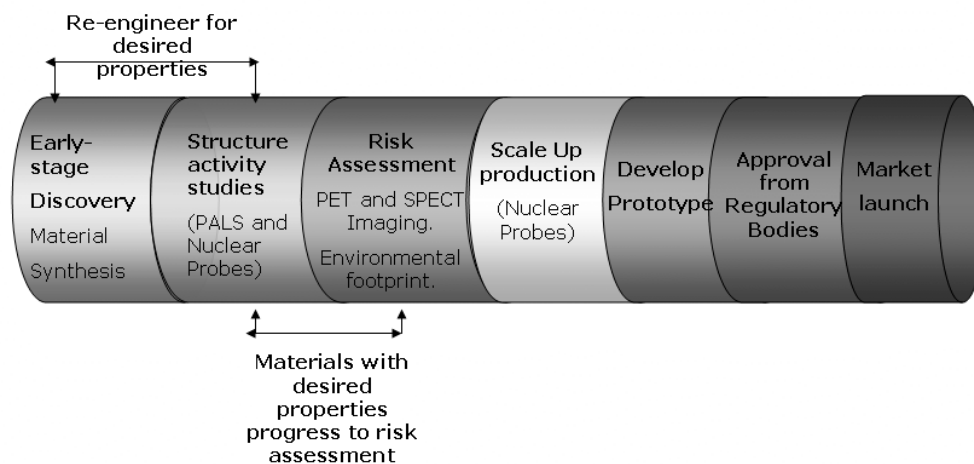 Re-engineer for
desired
properties
Early-
stage
Discovery
Material
Synthesis
Structure
activity
studies
(PALS and
Nuclear
Probes)
Risk
Assessment
PET and SPECT
Imaging.
Environmental
footprint.
Scale Up
production
(Nuclear
Probes)
Develop
Prototype
Approval
from
Regulatory
Bodies
Market
launch
Materials with
desired
properties
progress to risk
assessment